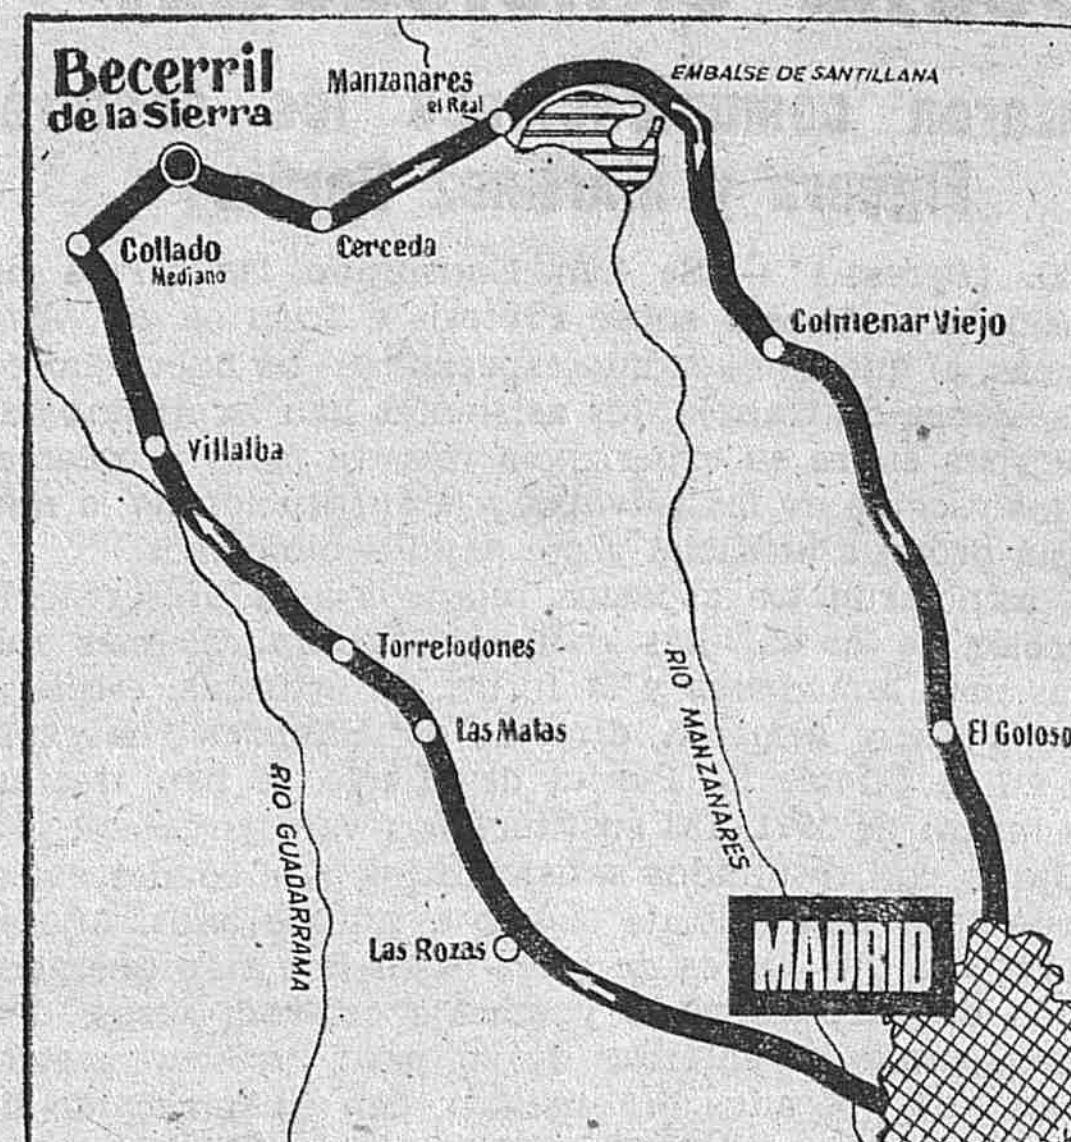 Becerril
de la Sierra
Manzanares
el Real
EMBALSE DE SANTILLANA
Collado
Mediano
Cerceda
Colmenar Viejo
Villalba
Torrelodones
Las Matas
El Goloso
RIO MANZANARES
RIO GUADARRAMA
Las Rozas
MADRID